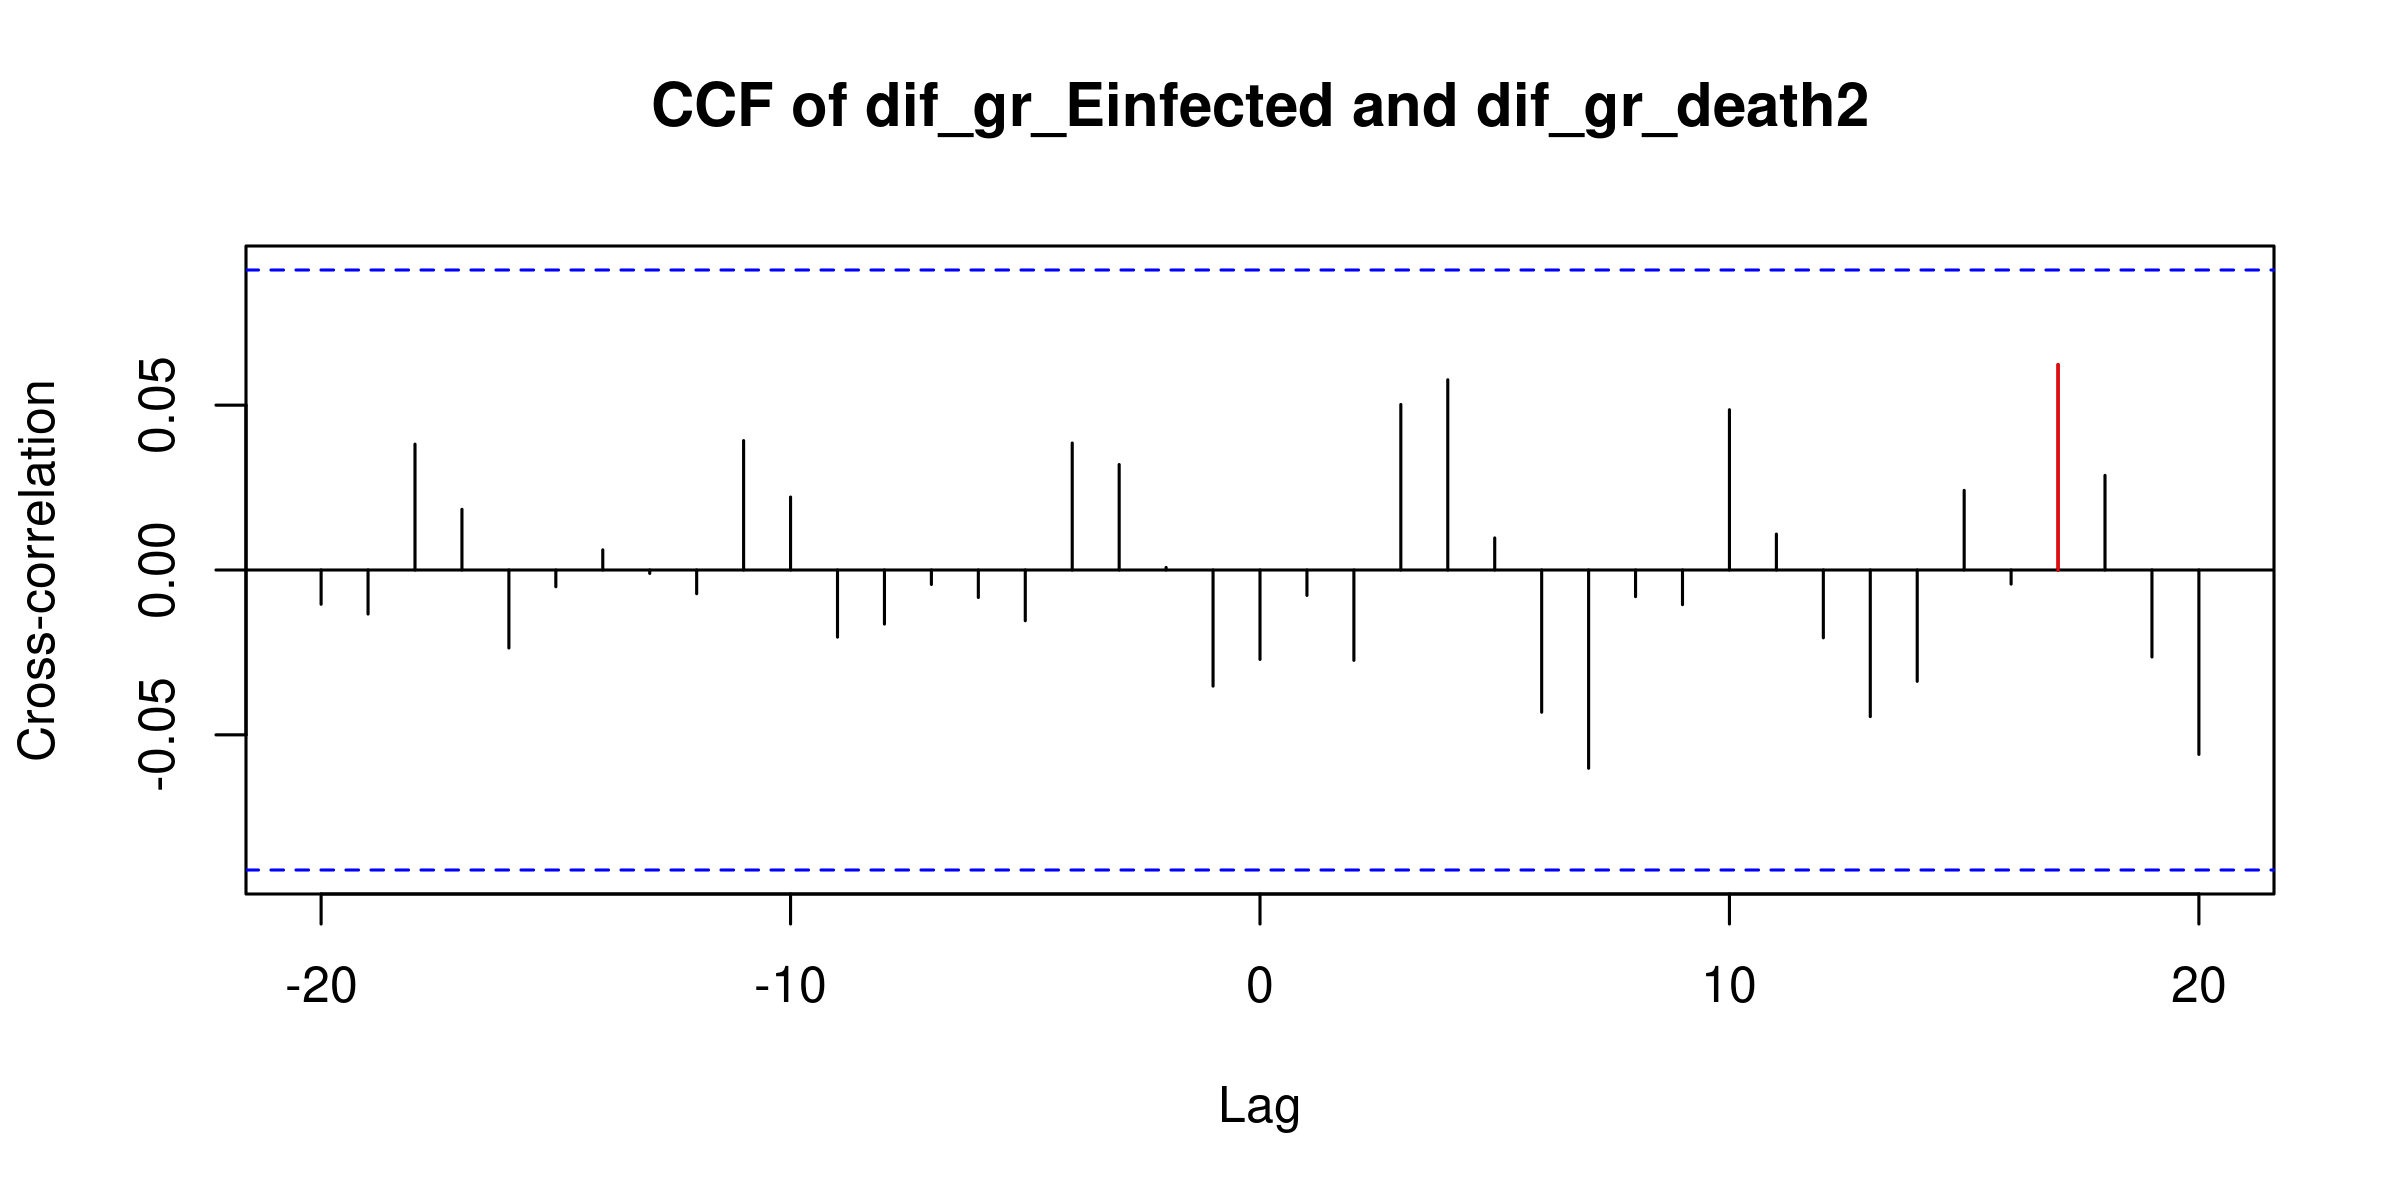 CCF of dif_gr_Einfected and dif_gr_death2
Cross-correlation
0.05
0.00
-0.05
-20 -10 0 10 20
Lag